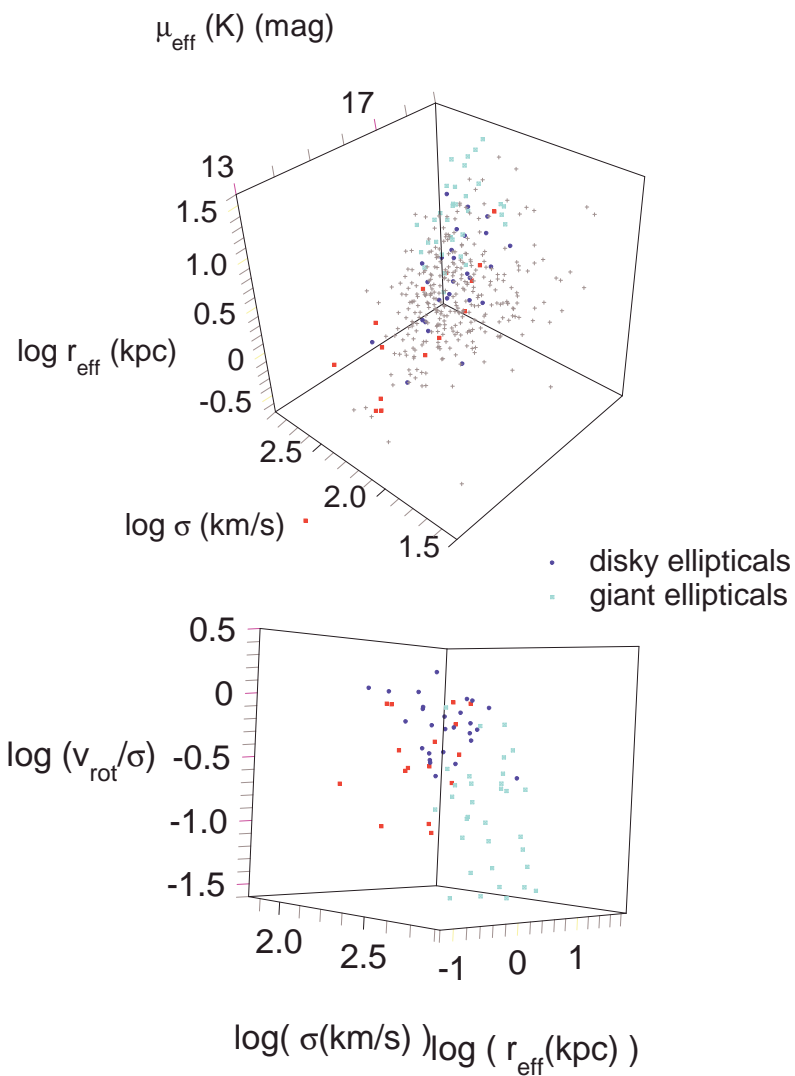 μeff (K) (mag)
17
13
1.5
1.0
0.5
log reff (kpc)
0
-0.5
2.5
2.0
log σ (km/s)
1.5
disky ellipticals
giant ellipticals
0.5
0
log (vrot/σ)
-0.5
-1.0
-1.5
2.0
2.5
-1
0
1
log( σ(km/s) )
log ( reff(kpc) )